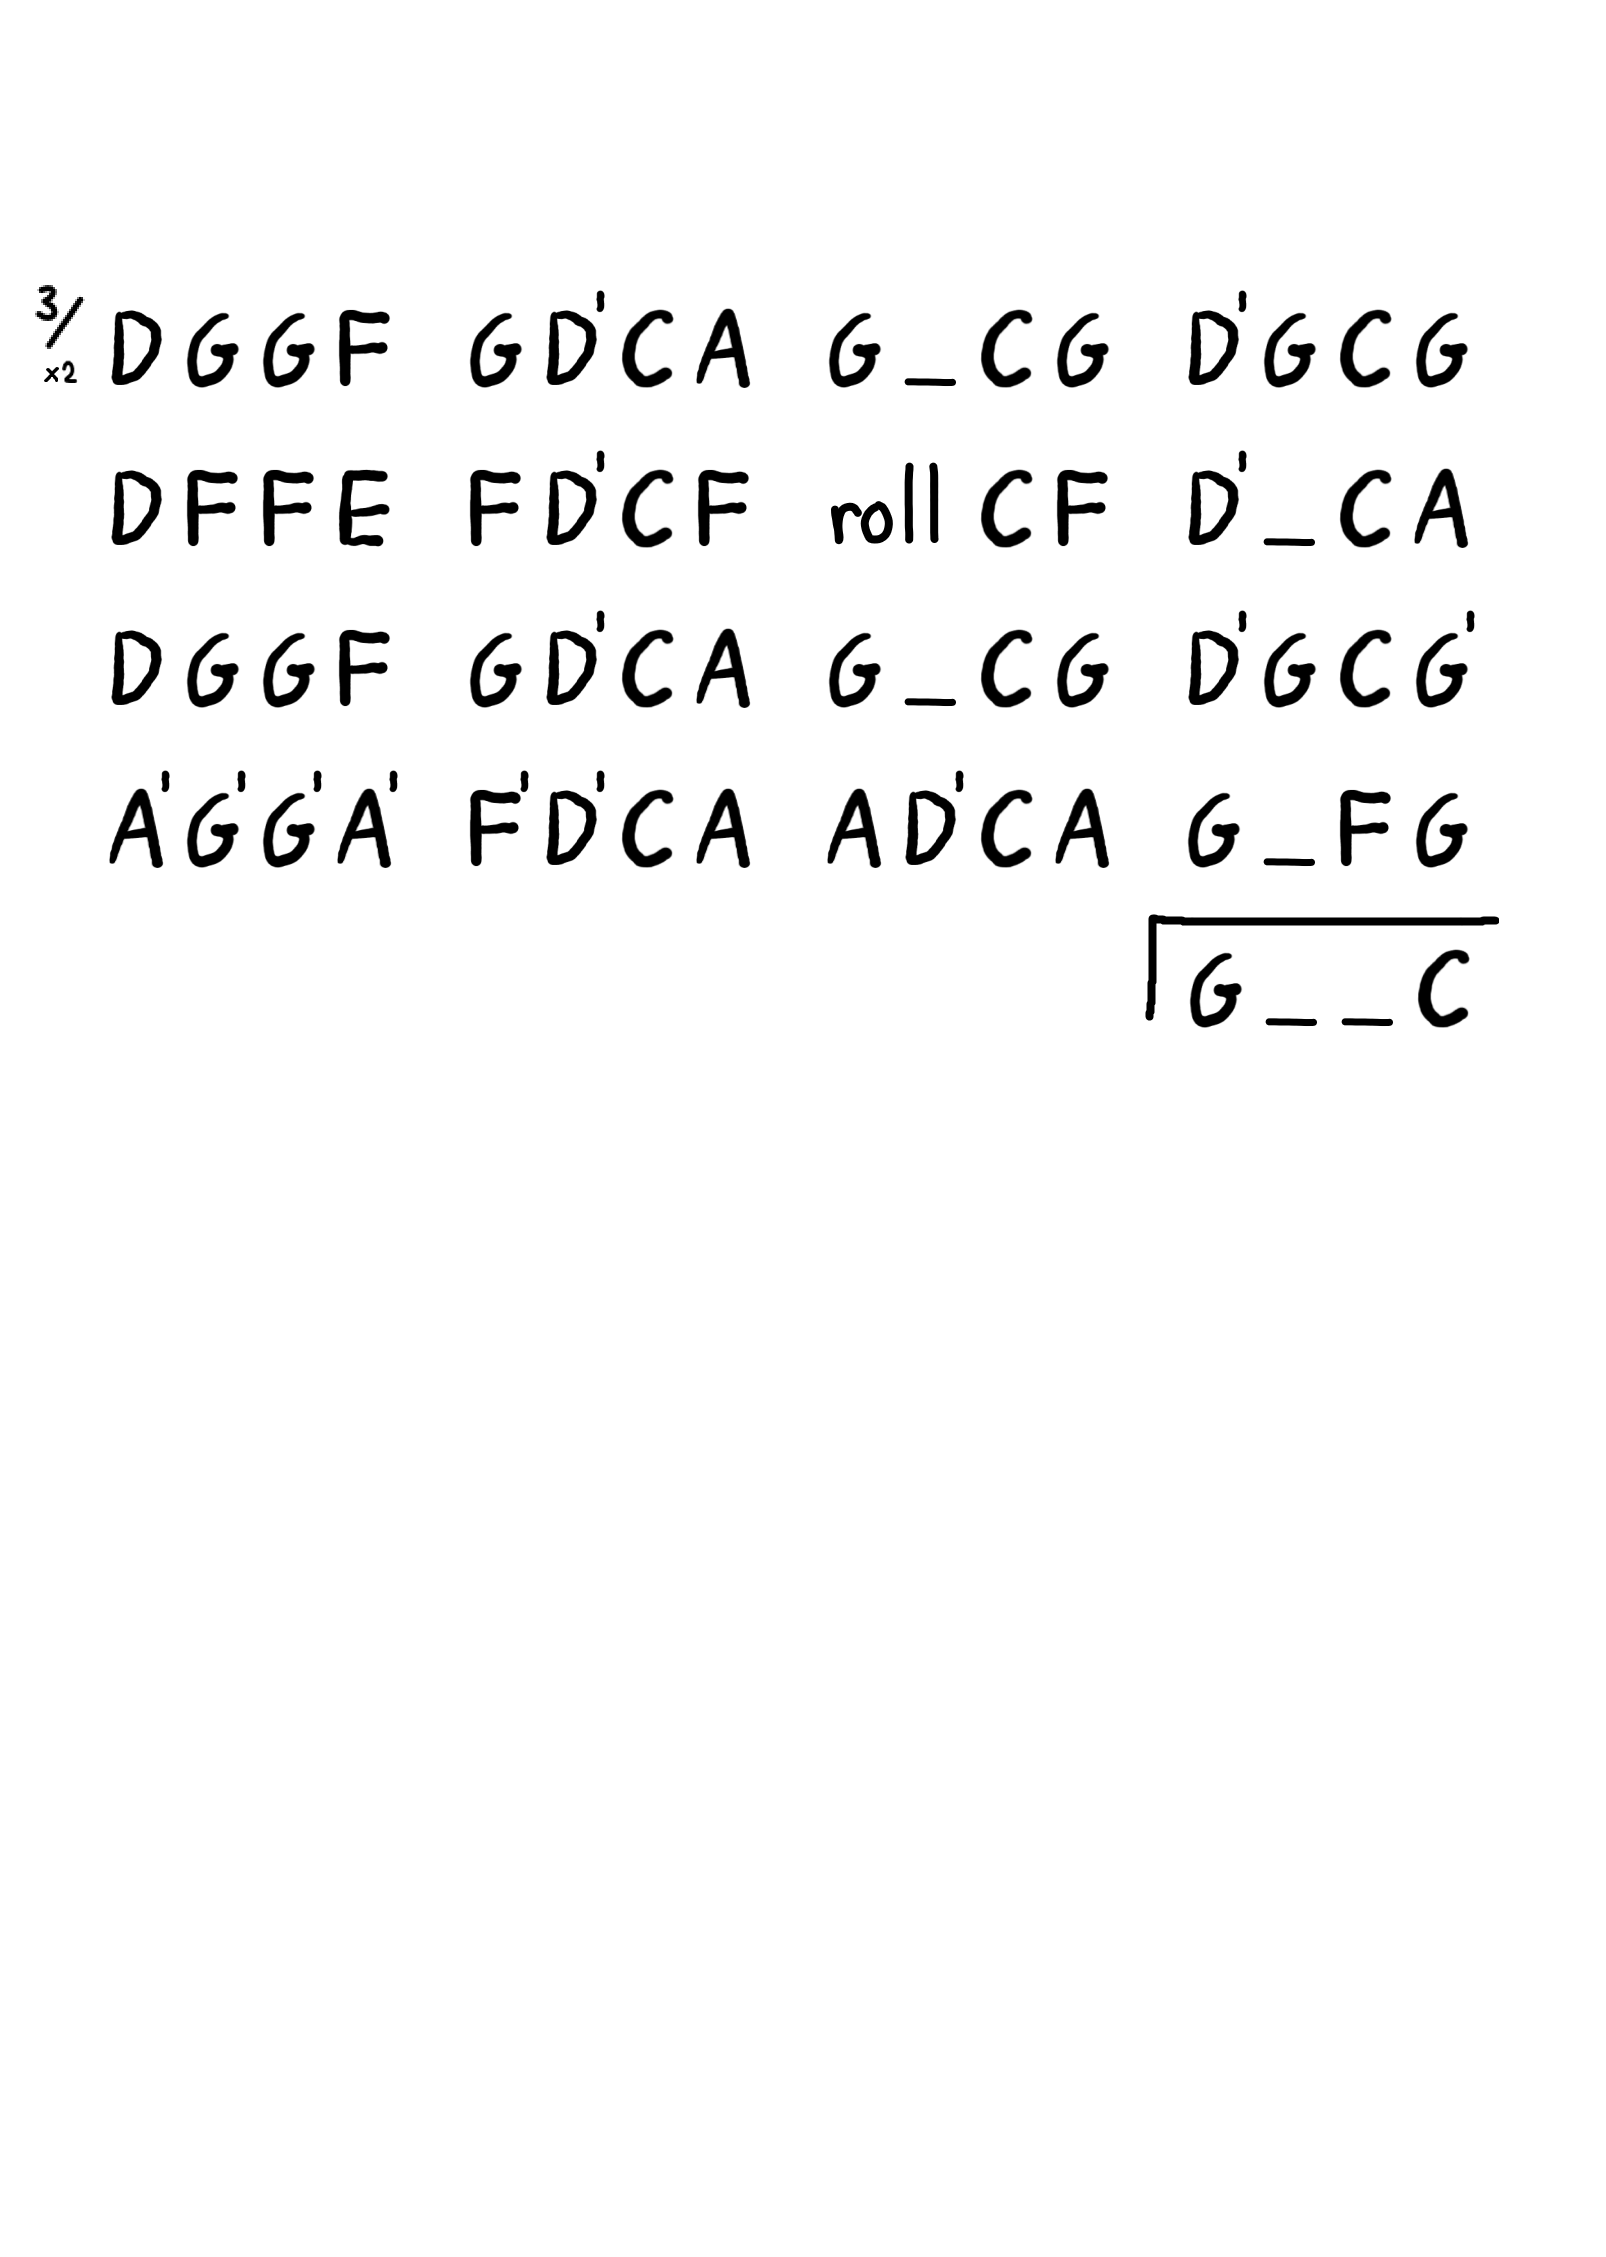 3/ x2 DGGF GD'CA G_CG D'GCG
DFFE FD'CF roll CF D'_CA
DGGF GD'CA G_CG D'GCG'
A'G'G'A' F'D'CA AD'CA G_FG
G__C